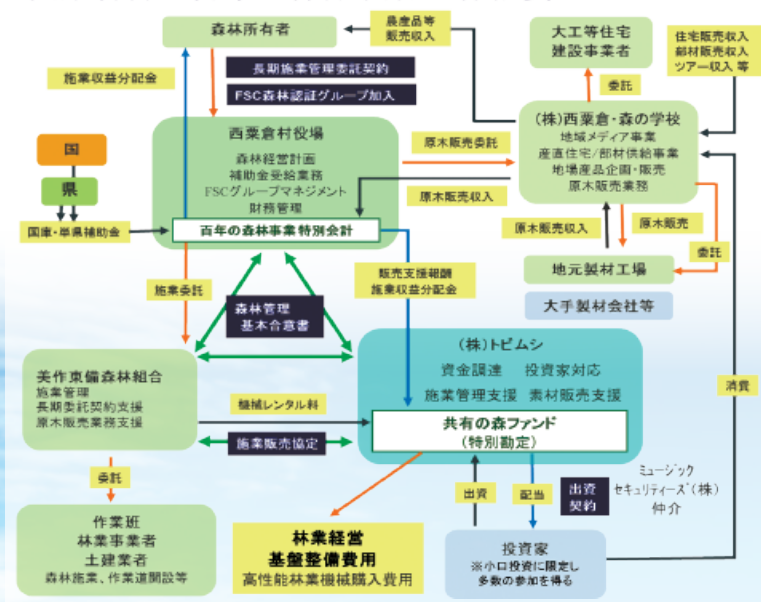 森林所有者
農産品等
販売収入
大工等住宅
建設事業者
住宅販売収入
部材販売収入
ツアー収入 等
施業収益分配金
長期施業管理委託契約
FSC森林認証グループ加入
委託
西粟倉村役場
森林経営計画
補助金受給業務
FSCグループマネジメント
財務管理
百年の森林事業特別会計
原木販売委託
原木販売収入
(株)西粟倉・森の学校
地域メディア事業
産直住宅/部材供給事業
地場産品企画・販売
原木販売業務
国
県
国庫・単県補助金
原木販売収入
原木販売
委託
地元製材工場
大手製材会社等
施業委託
森林管理
基本合意書
販売支援報酬
施業収益分配金
(株)トビムシ
資金調達 投資家対応
施業管理支援 素材販売支援
共有の森ファンド
(特別勘定)
美作東備森林組合
施業管理
長期委託契約支援
原木販売業務支援
機械レンタル料
施業販売協定
消費
委託
作業班
林業事業者
土建業者
森林施業、作業道開設等
林業経営
基盤整備費用
高性能林業機械購入費用
出資
配当
出資
契約
ミュージック
セキュリティーズ(株)
仲介
投資家
※小口投資に限定し
多数の参加を得る